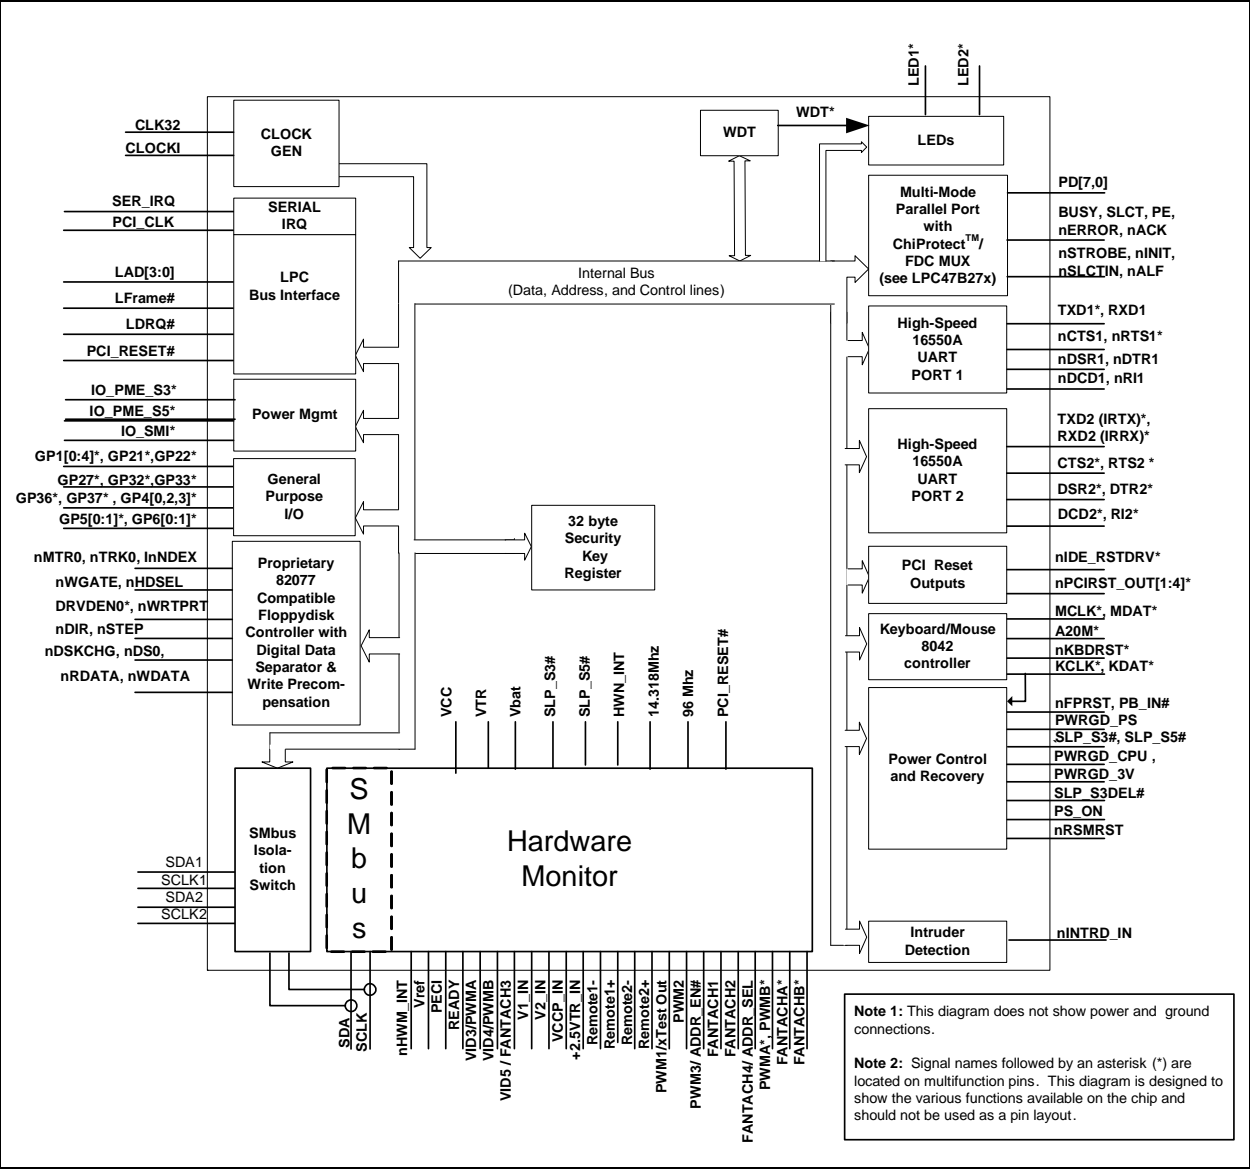 LED1*
LED2*
CLK32
CLOCKI
CLOCK
GEN
WDT
WDT*
LEDs
SER_IRQ
PCI_CLK
SERIAL
IRQ
LAD[3:0]
LFrame#
LDRQ#
PCI_RESET#
LPC
Bus Interface
Internal Bus
(Data, Address, and Control lines)
Multi-Mode
Parallel Port
with
ChiProtect™/
FDC MUX
(see LPC47B27x)
PD[7,0]
BUSY, SLCT, PE,
nERROR, nACK
nSTROBE, nINIT,
nSLCTIN, nALF
High-Speed
16550A
UART
PORT 1
TXD1*, RXD1
nCTS1, nRTS1*
nDSR1, nDTR1
nDCD1, nRI1
IO_PME_S3*
IO_PME_S5*
IO_SMI*
Power Mgmt
GP1[0:4]*, GP21*,GP22*
GP27*, GP32*,GP33*
GP36*, GP37* , GP4[0,2,3]*
GP5[0:1]*, GP6[0:1]*
General
Purpose
I/O
High-Speed
16550A
UART
PORT 2
TXD2 (IRTX)*,
RXD2 (IRRX)*
CTS2*, RTS2 *
DSR2*, DTR2*
DCD2*, RI2*
32 byte
Security
Key
Register
nMTR0, nTRK0, InNDEX
nWGATE, nHDSEL
DRVDEN0*, nWRTPRT
nDIR, nSTEP
nDSKCHG, nDS0,
nRDATA, nWDATA
Proprietary
82077
Compatible
Floppydisk
Controller with
Digital Data
Separator &
Write Precom-
pensation
PCI Reset
Outputs
nIDE_RSTDRV*
nPCIRST_OUT[1:4]*
Keyboard/Mouse
8042
controller
MCLK*, MDAT*
A20M*
nKBDRST*
KCLK*, KDAT*
Power Control
and Recovery
nFPRST, PB_IN#
PWRGD_PS
SLP_S3#, SLP_S5#
PWRGD_CPU ,
PWRGD_3V
SLP_S3DEL#
PS_ON
nRSMRST
VCC
VTR
Vbat
SLP_S3#
SLP_S5#
HWN_INT
14.318Mhz
96 Mhz
PCI_RESET#
SMbus
Isola-
tion
Switch
SDA1
SCLK1
SDA2
SCLK2
S
M
b
u
s
Hardware
Monitor
Intruder
Detection
nINTRD_IN
SDA
SCLK
nHWM_INT
Vref
PECI
READY
VID3/PWMA
VID4/PWMB
VID5 / FANTACH3
V1_IN
V2_IN
VCCP_IN
+2.5VTR_IN
Remote1-
Remote1+
Remote2-
Remote2+
PWM1/xTest Out
PWM2
PWM3/ ADDR_EN#
FANTACH1
FANTACH2
FANTACH4/ ADDR_SEL
PWMA*, PWMB*
FANTACHA*
FANTACHB*
Note 1: This diagram does not show power and ground
connections.
Note 2: Signal names followed by an asterisk (*) are
located on multifunction pins. This diagram is designed to
show the various functions available on the chip and
should not be used as a pin layout.